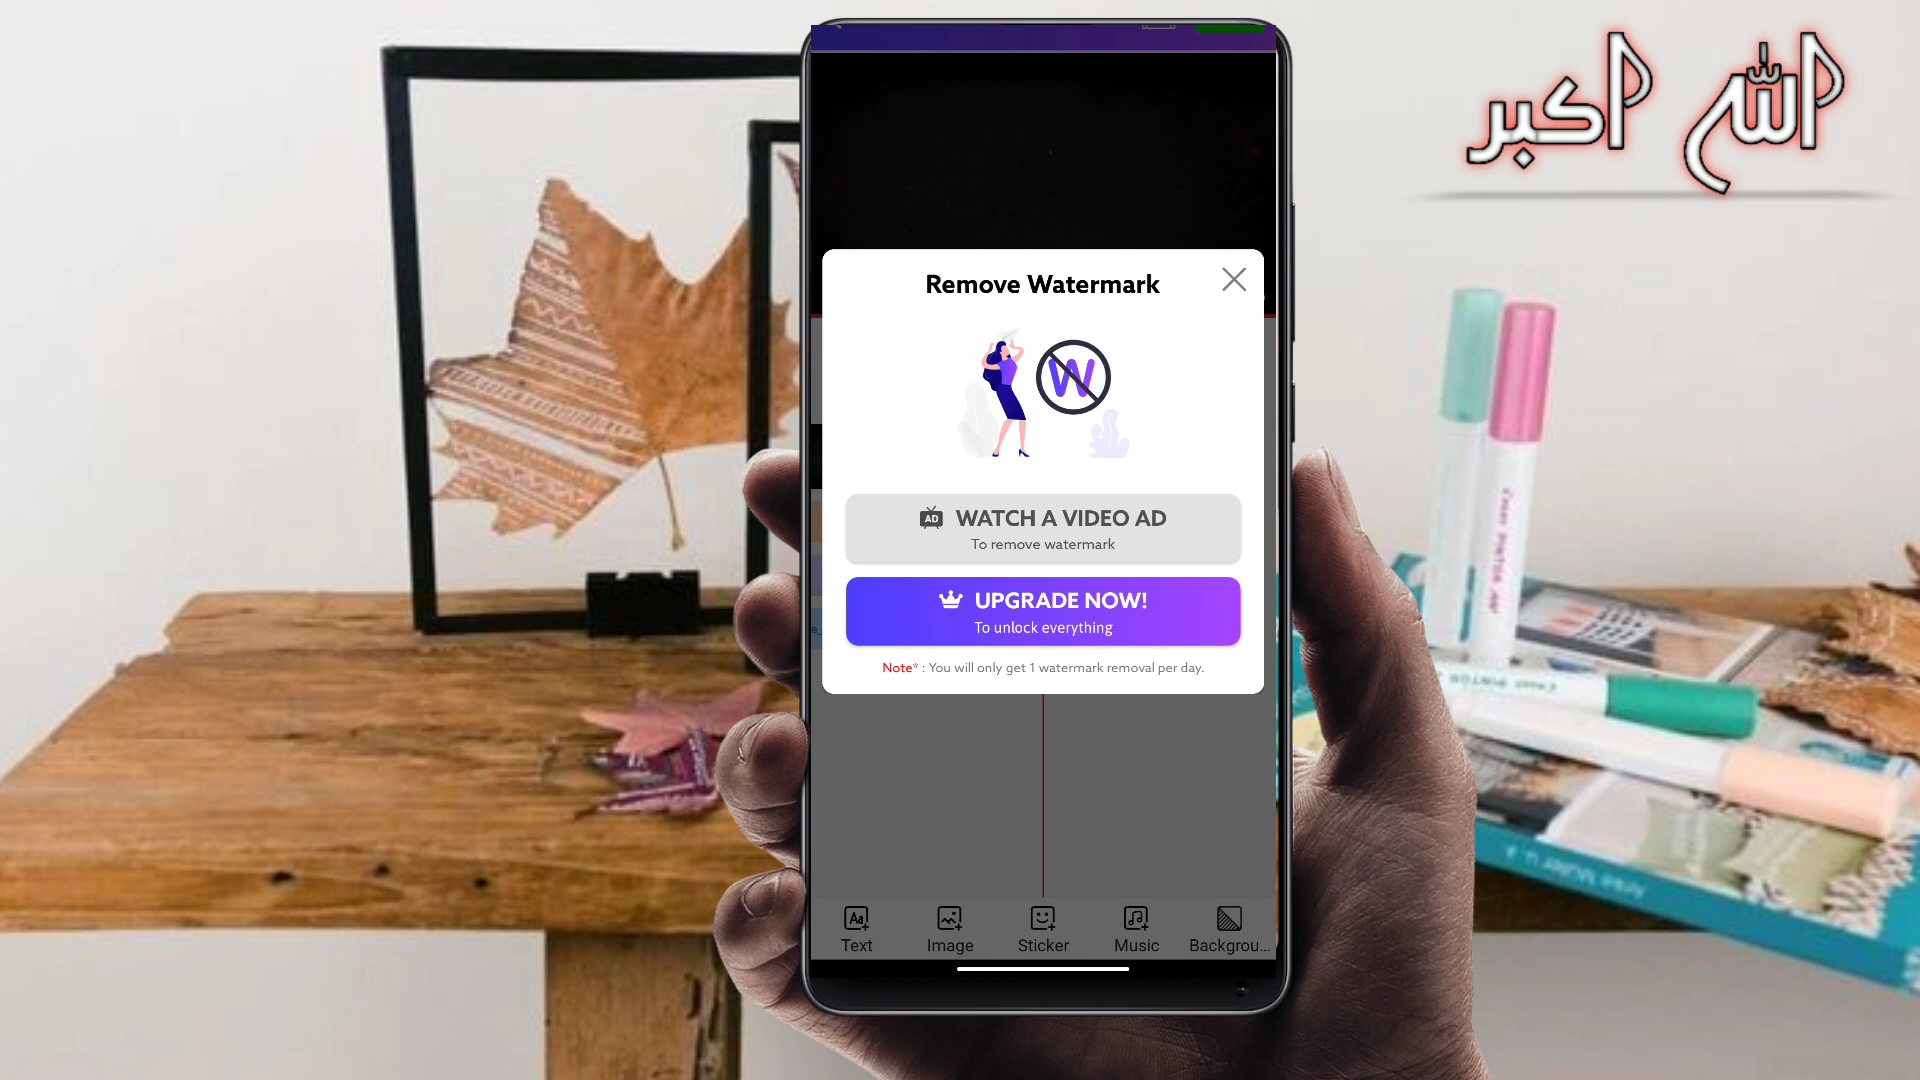 الله اكبر
Remove Watermark
W
AD WATCH A VIDEO AD
To remove watermark
UPGRADE NOW!
To unlock everything
Note* : You will only get 1 watermark removal per day.
Aa
Text
Image
Sticker
Music
Backgrou...